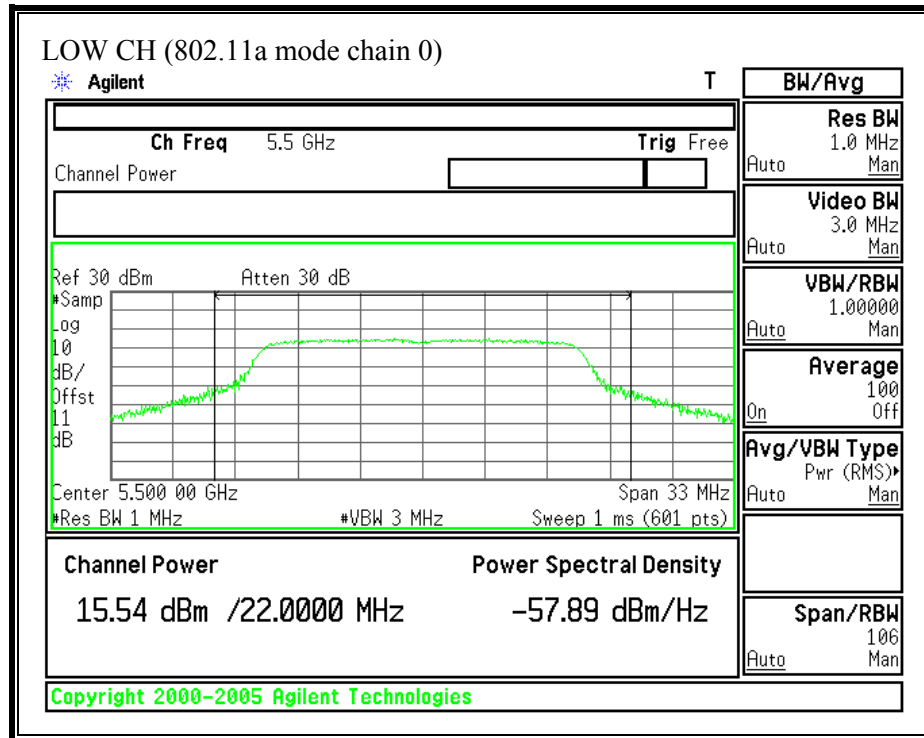 LOW CH (802.11a mode chain 0)
Agilent T
BW/Avg
Ch Freq 5.5 GHz Trig Free
Channel Power
Res BW
1.0 MHz
Auto Man
Video BW
3.0 MHz
Auto Man
Ref 30 dBm Atten 30 dB
#Samp
Log
10
dB/
Offst
11
dB
VBW/RBW
1.00000
Auto Man
Average
100
On Off
Avg/VBW Type
Pwr (RMS)
Auto Man
Center 5.500 00 GHz Span 33 MHz
#Res BW 1 MHz #VBW 3 MHz Sweep 1 ms (601 pts)
Channel Power Power Spectral Density
15.54 dBm /22.0000 MHz -57.89 dBm/Hz
Span/RBW
106
Auto Man
Copyright 2000-2005 Agilent Technologies